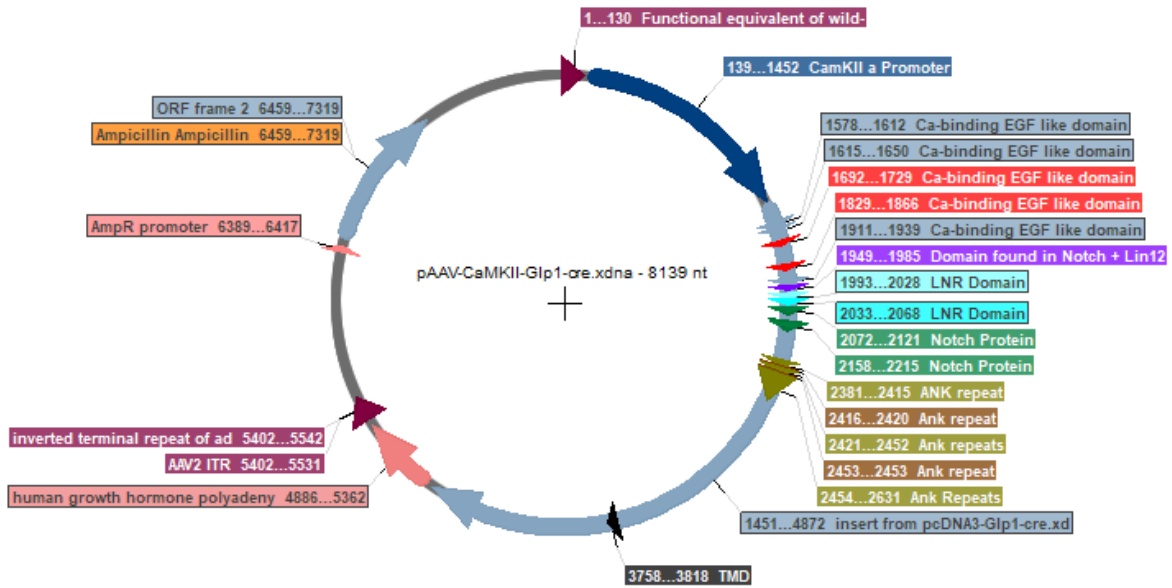 1...130 Functional equivalent of wild-
139...1452 CamKII a Promoter
ORF frame 2 6459...7319
Ampicillin Ampicillin 6459...7319
1578...1612 Ca-binding EGF like domain
1615...1650 Ca-binding EGF like domain
1692...1729 Ca-binding EGF like domain
1829...1866 Ca-binding EGF like domain
AmpR promoter 6389...6417
1911...1939 Ca-binding EGF like domain
1949...1985 Domain found in Notch + Lin12
pAAV-CaMKII-Glp1-cre.xdna - 8139 nt
1993...2028 LNR Domain
2033...2068 LNR Domain
2072...2121 Notch Protein
2158...2215 Notch Protein
2381...2415 ANK repeat
2416...2420 Ank repeat
2421...2452 Ank repeats
2453...2453 Ank repeat
2454...2631 Ank Repeats
inverted terminal repeat of ad 5402...5542
AAV2 ITR 5402...5531
human growth hormone polyadeny 4886...5362
1451...4872 insert from pcDNA3-Glp1-cre.xd
3758...3818 TMD